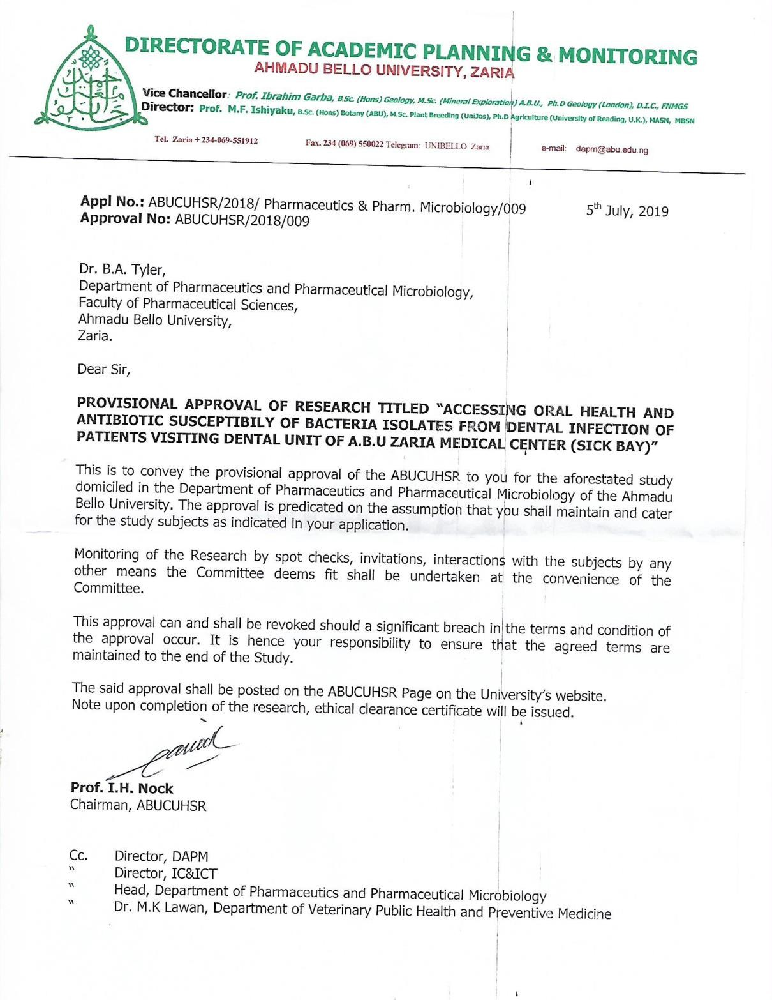 DIRECTORATE OF ACADEMIC PLANNING & MONITORING
AHMADU BELLO UNIVERSITY, ZARIA
Vice Chancellor: Prof. Ibrahim Garba, B.Sc. (Hons) Geology, M.Sc. (Mineral Exploration) A.B.U., Ph.D Geology (London), D.I.C., FNMGS
Director: Prof. M.F. Ishiyaku, B.Sc. (Hons) Botany (ABU), M.Sc. Plant Breeding (UniJos), Ph.D Agriculture (University of Reading, U.K.), MASN, MBSN
Tel. Zaria + 234-069-551912 Fax. 234 (069) 550022 Telegram: UNIBELLO Zaria e-mail: dapm@abu.edu.ng
Appl No.: ABUCUHSR/2018/ Pharmaceutics & Pharm. Microbiology/009 5th July, 2019
Approval No: ABUCUHSR/2018/009
Dr. B.A. Tyler,
Department of Pharmaceutics and Pharmaceutical Microbiology,
Faculty of Pharmaceutical Sciences,
Ahmadu Bello University,
Zaria.
Dear Sir,
PROVISIONAL APPROVAL OF RESEARCH TITLED "ACCESSING ORAL HEALTH AND
ANTIBIOTIC SUSCEPTIBILY OF BACTERIA ISOLATES FROM DENTAL INFECTION OF
PATIENTS VISITING DENTAL UNIT OF A.B.U ZARIA MEDICAL CENTER (SICK BAY)"
This is to convey the provisional approval of the ABUCUHSR to you for the aforestated study
domiciled in the Department of Pharmaceutics and Pharmaceutical Microbiology of the Ahmadu
Bello University. The approval is predicated on the assumption that you shall maintain and cater
for the study subjects as indicated in your application.
Monitoring of the Research by spot checks, invitations, interactions with the subjects by any
other means the Committee deems fit shall be undertaken at the convenience of the
Committee.
This approval can and shall be revoked should a significant breach in the terms and condition of
the approval occur. It is hence your responsibility to ensure that the agreed terms are
maintained to the end of the Study.
The said approval shall be posted on the ABUCUHSR Page on the University's website.
Note upon completion of the research, ethical clearance certificate will be issued.
Prof. I.H. Nock
Chairman, ABUCUHSR
Cc. Director, DAPM
" Director, IC&ICT
" Head, Department of Pharmaceutics and Pharmaceutical Microbiology
" Dr. M.K Lawan, Department of Veterinary Public Health and Preventive Medicine